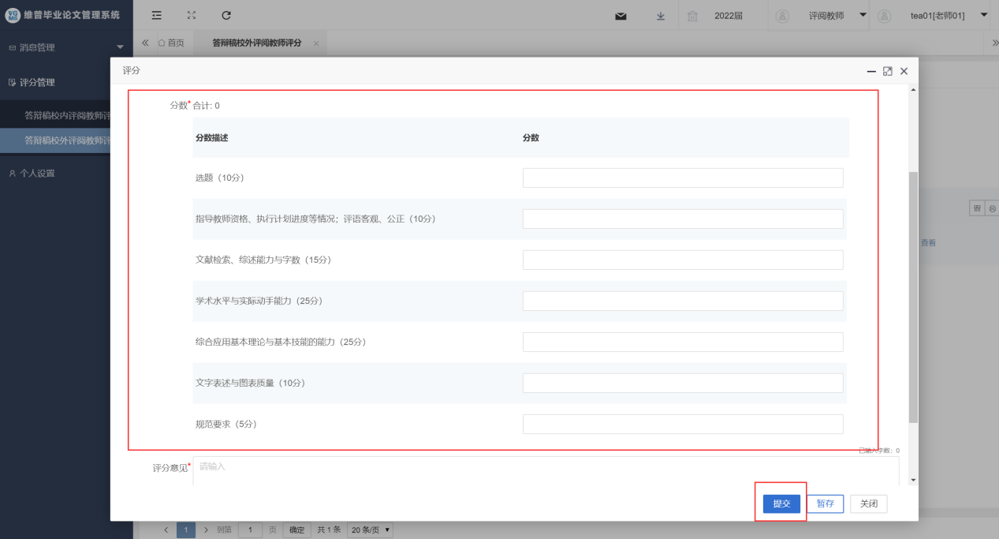 VGMS 维普毕业论文管理系统
2022届
评阅教师
tea01[老师01]
消息管理
首页
答辩稿校外评阅教师评分
评分管理
答辩稿校内评阅教师评
答辩稿校外评阅教师评
个人设置
评分
分数* 合计: 0
分数描述 分数
选题（10分）
指导教师资格、执行计划进度等情况；评语客观、公正（10分）
文献检索、综述能力与字数（15分）
学术水平与实际动手能力（25分）
综合应用基本理论与基本技能的能力（25分）
文字表述与图表质量（10分）
规范要求（5分）
已输入字数：0
评分意见* 请输入
提交 暂存 关闭
查看
1 到第 1 页 确定 共 1 条 20 条/页